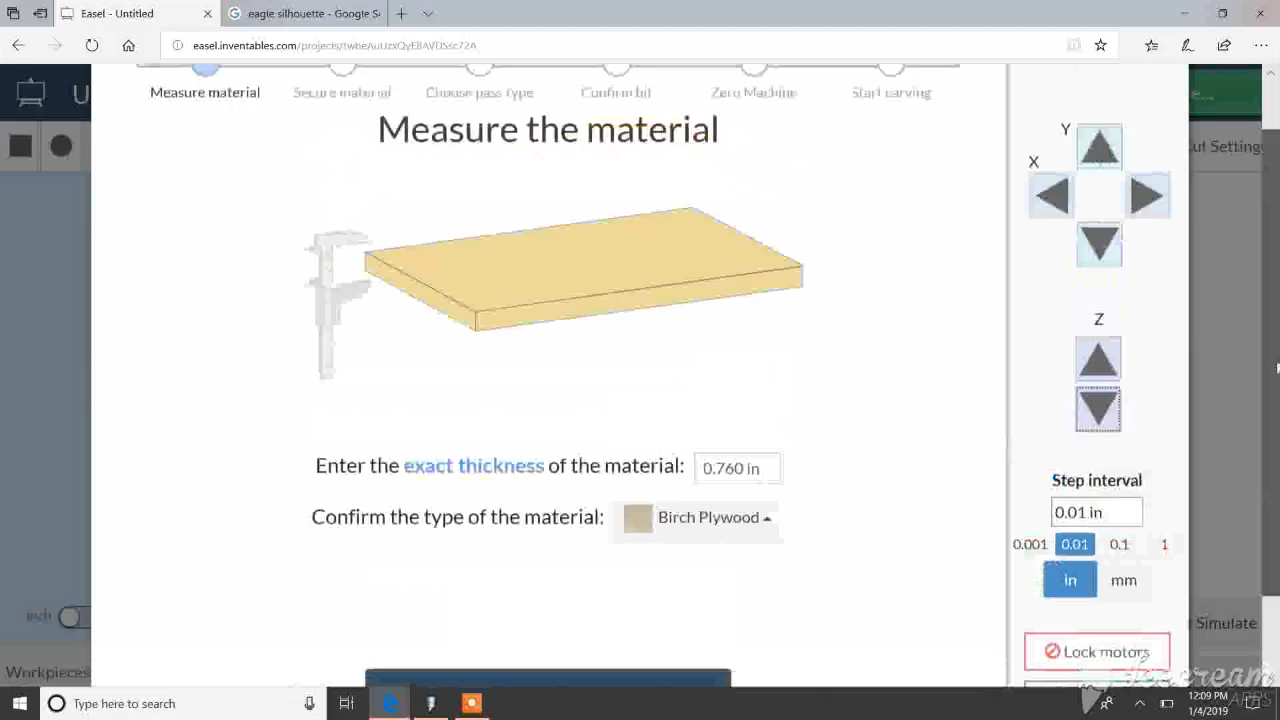 Easel - Untitled
eagle silhouette - Google S
easel.inventables.com/projects/TwbeAuUzxQyE8AVDSsc72A
Measure material
Secure material
Choose pass type
Confirm bit
Zero Machine
Start carving
Measure the material
Enter the exact thickness of the material: 0.760 in
Confirm the type of the material: Birch Plywood
Y
X
Z
Step interval
0.01 in
0.001 0.01 0.1 1
in mm
Lock motors
U
e...
Cut Setting
inch
Simulate
Workpieces
Type here to search
12:09 PM
1/4/2019